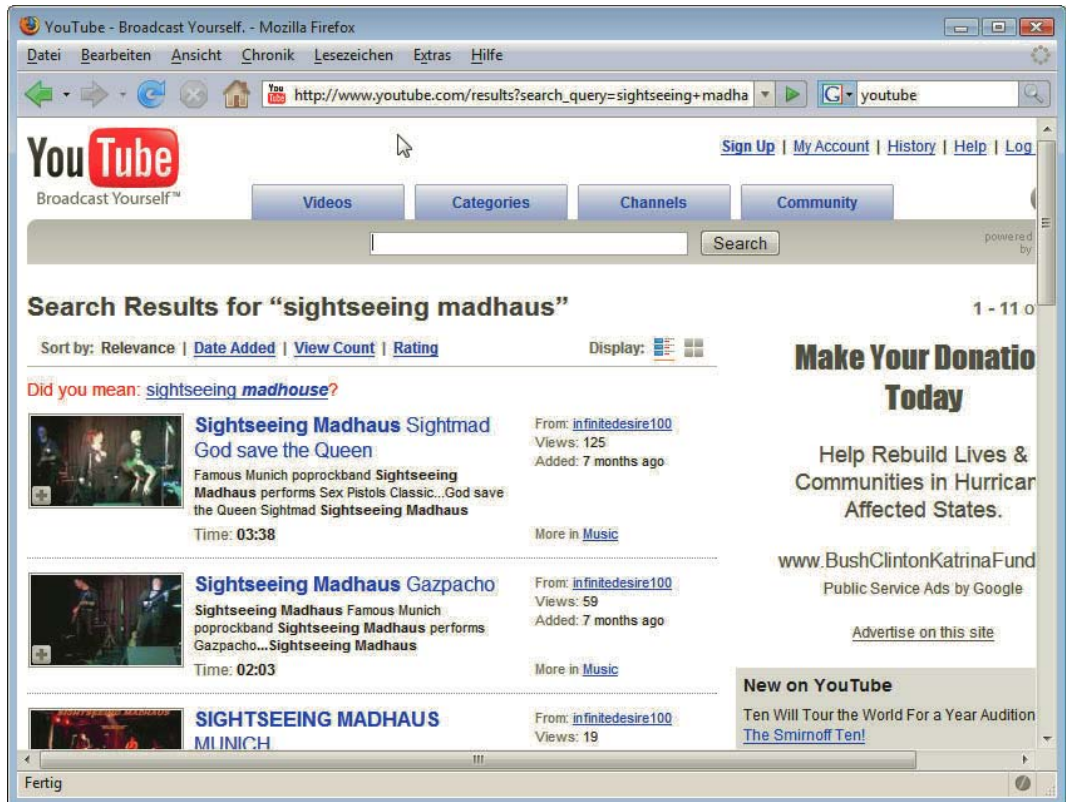 YouTube - Broadcast Yourself. - Mozilla Firefox
Datei Bearbeiten Ansicht Chronik Lesezeichen Extras Hilfe
You Tube http://www.youtube.com/results?search_query=sightseeing+madha G youtube
You Tube
Broadcast Yourself™
Sign Up | My Account | History | Help | Log
Videos Categories Channels Community
Search
powered
by
Search Results for “sightseeing madhaus”
1 - 11 o
Sort by: Relevance | Date Added | View Count | Rating
Display:
Did you mean: sightseeing madhouse?
Sightseeing Madhaus Sightmad
God save the Queen
Famous Munich poprockband Sightseeing
Madhaus performs Sex Pistols Classic...God save
the Queen Sightmad Sightseeing Madhaus
Time: 03:38
From: infinitedesire100
Views: 125
Added: 7 months ago
More in Music
Sightseeing Madhaus Gazpacho
Sightseeing Madhaus Famous Munich
poprockband Sightseeing Madhaus performs
Gazpacho...Sightseeing Madhaus
Time: 02:03
From: infinitedesire100
Views: 59
Added: 7 months ago
More in Music
SIGHTSEEING MADHAUS
MUNICH
From: infinitedesire100
Views: 19
Make Your Donatio
Today
Help Rebuild Lives &
Communities in Hurrican
Affected States.
www.BushClintonKatrinaFund
Public Service Ads by Google
Advertise on this site
New on YouTube
Ten Will Tour the World For a Year Audition
The Smirnoff Ten!
Fertig